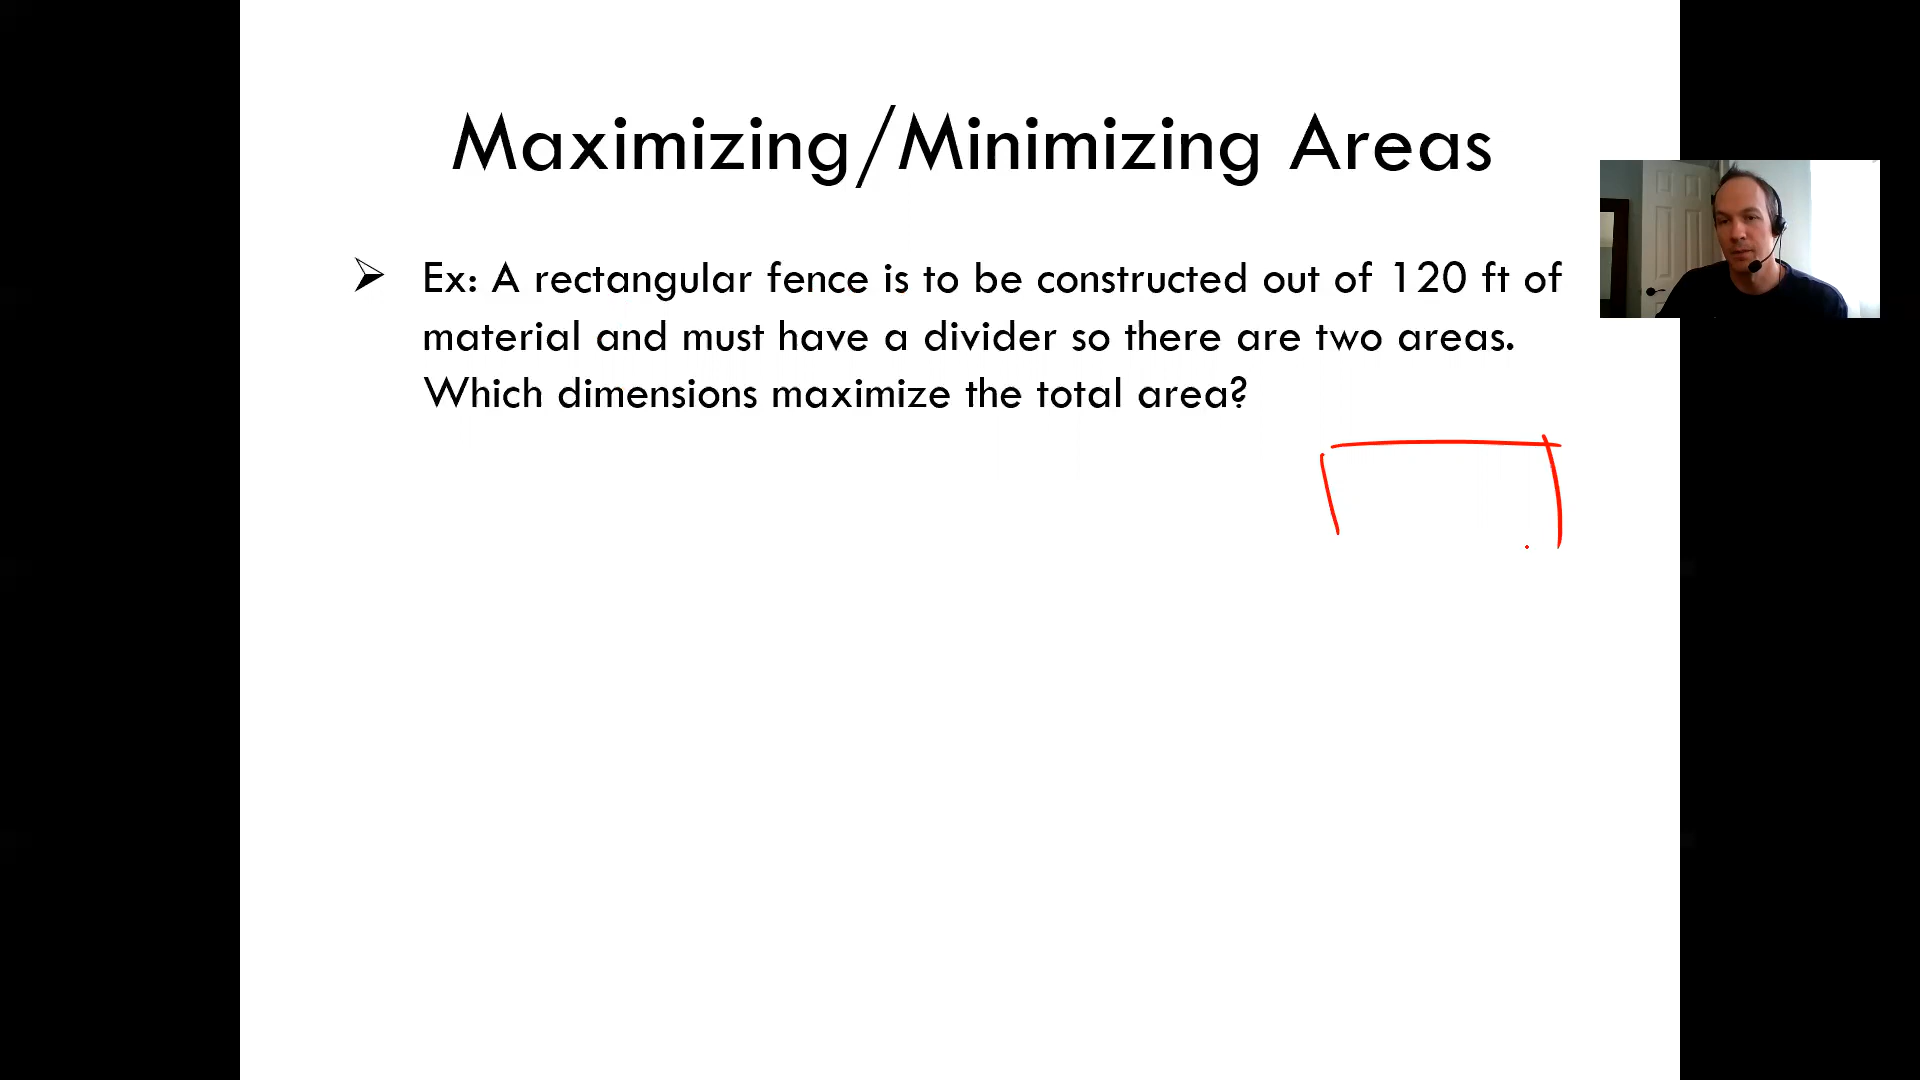 Maximizing/Minimizing Areas
Ex: A rectangular fence is to be constructed out of 120 ft of
material and must have a divider so there are two areas.
Which dimensions maximize the total area?